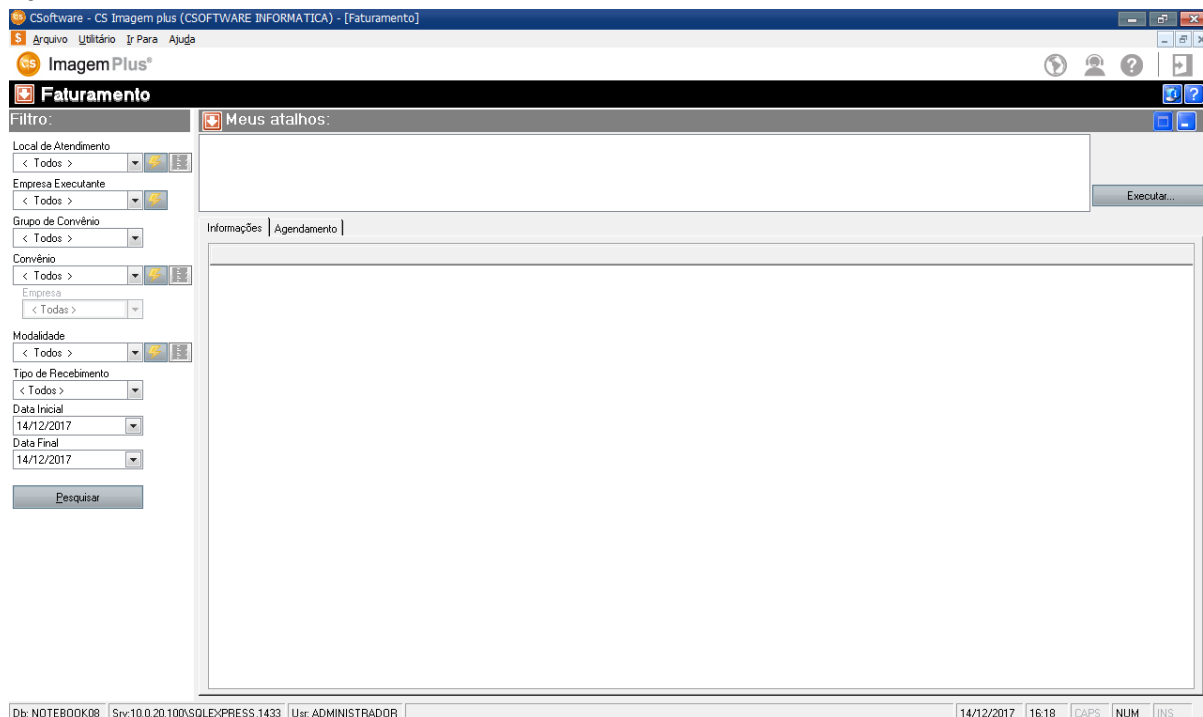 CSoftware - CS Imagem plus (CSOFTWARE INFORMATICA) - [Faturamento]
Arquivo Utilitário Ir Para Ajuda
ImagemPlus®
Faturamento
Filtro:
Meus atalhos:
Local de Atendimento
< Todos >
Empresa Executante
< Todos >
Executar...
Grupo de Convênio
< Todos >
Informações Agendamento
Convênio
< Todos >
Empresa
< Todas >
Modalidade
< Todos >
Tipo de Recebimento
< Todos >
Data Inicial
14/12/2017
Data Final
14/12/2017
Pesquisar
Db: NOTEBOOK08 Srv:10.0.20.100\SQLEXPRESS,1433 Usr: ADMINISTRADOR 14/12/2017 16:18 CAPS NUM INS